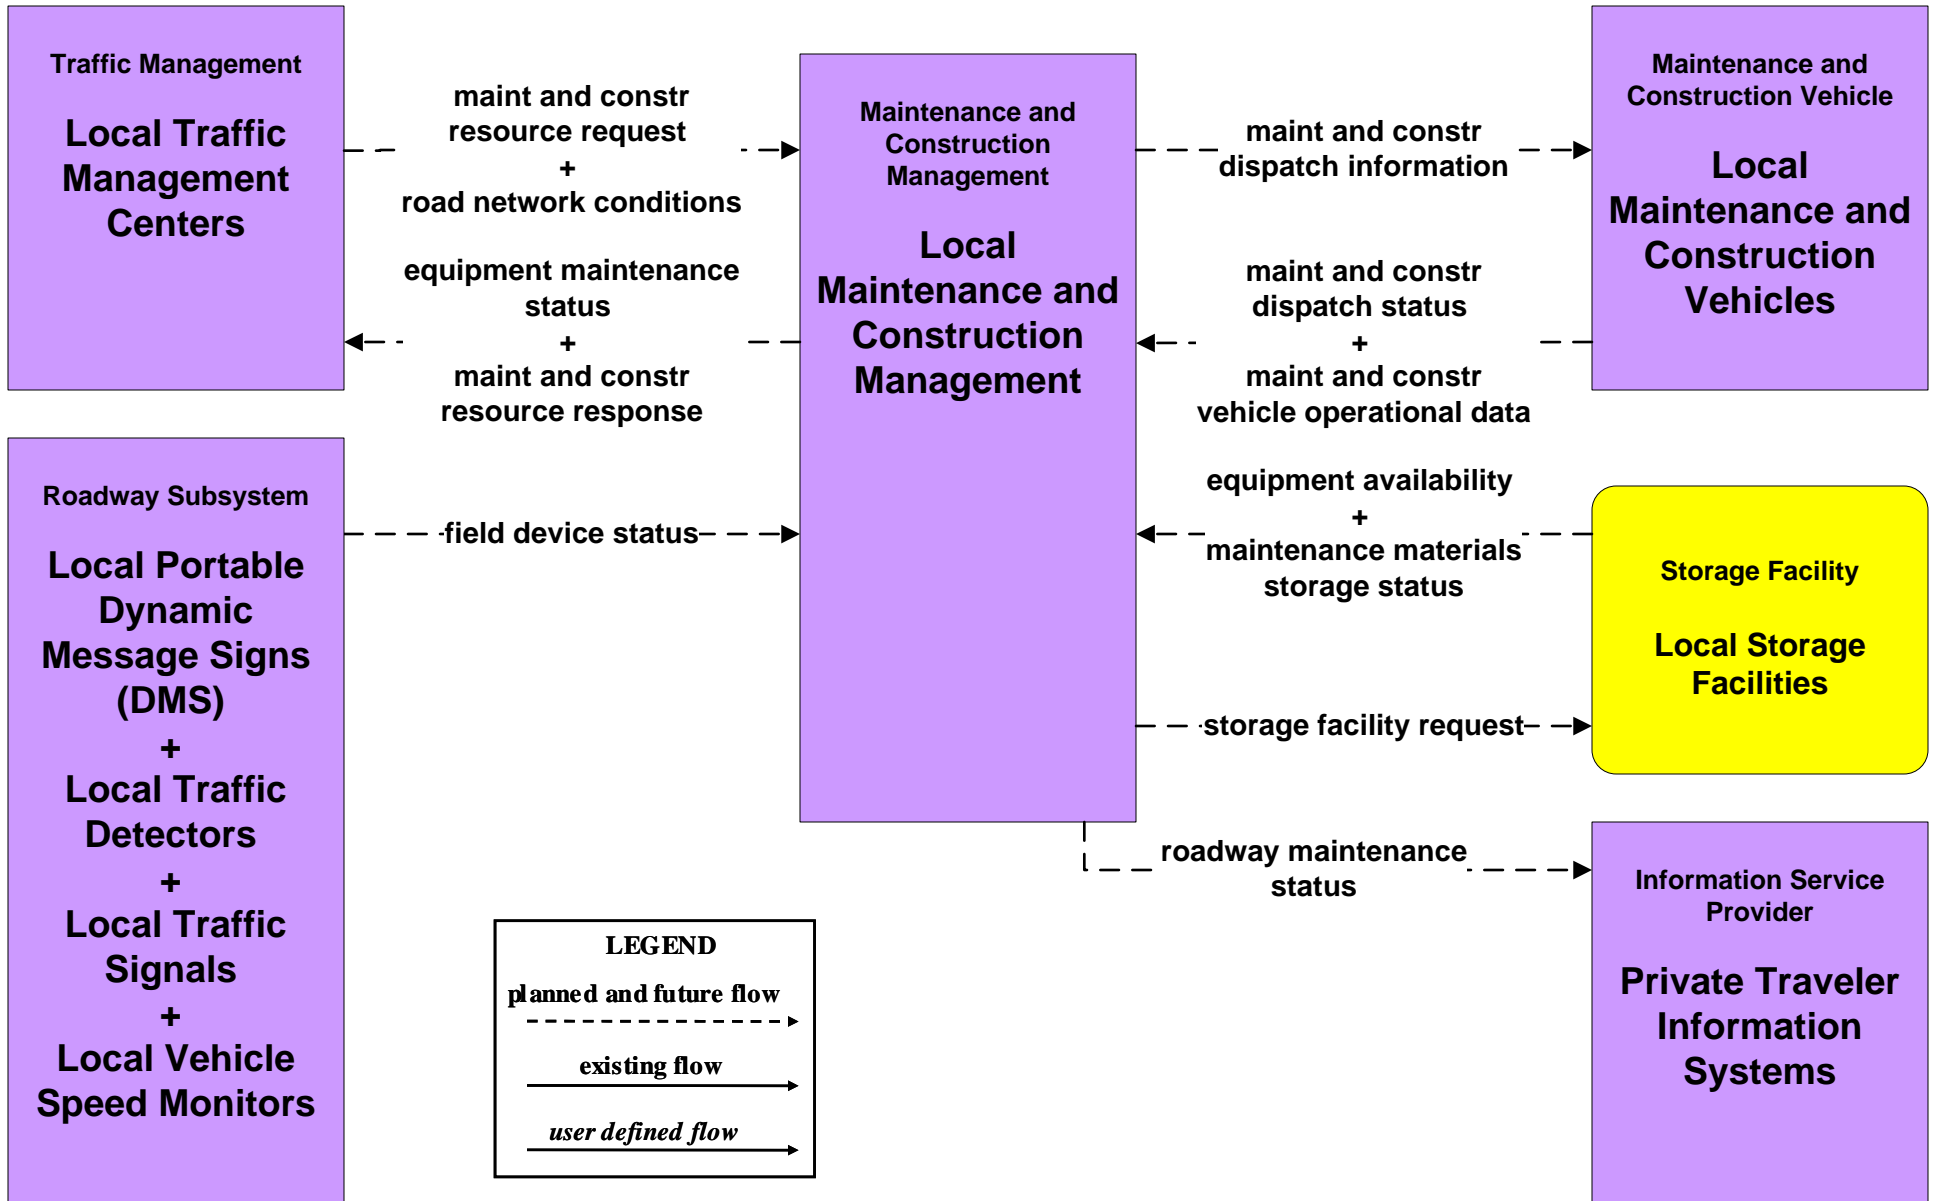 Traffic Management
Local Traffic
Management
Centers
maint and constr
resource request
+
road network conditions
equipment maintenance
status
+
maint and constr
resource response
Maintenance and
Construction
Management
Local
Maintenance and
Construction
Management
maint and constr
dispatch information
maint and constr
dispatch status
+
maint and constr
vehicle operational data
Maintenance and
Construction Vehicle
Local
Maintenance and
Construction
Vehicles
Roadway Subsystem
Local Portable
Dynamic
Message Signs
(DMS)
+
Local Traffic
Detectors
+
Local Traffic
Signals
+
Local Vehicle
Speed Monitors
field device status
equipment availability
+
maintenance materials
storage status
storage facility request
Storage Facility
Local Storage
Facilities
roadway maintenance
status
Information Service
Provider
Private Traveler
Information
Systems
LEGEND
planned and future flow
existing flow
user defined flow